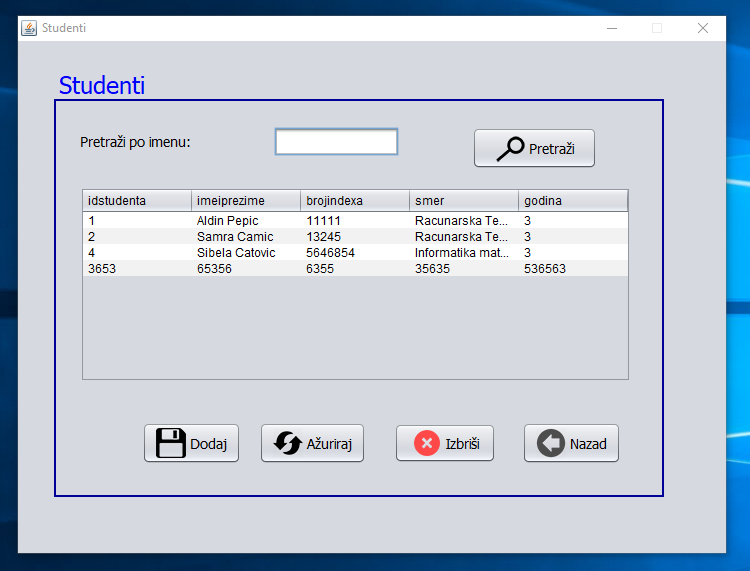 Studenti
Studenti
Pretraži po imenu:
Pretraži
idstudenta imeiprezime brojindexa smer godina
1 Aldin Pepic 11111 Racunarska Te... 3
2 Samra Camic 13245 Racunarska Te... 3
4 Sibela Catovic 5646854 Informatika mat... 3
3653 65356 6355 35635 536563
Dodaj Ažuriraj Izbriši Nazad